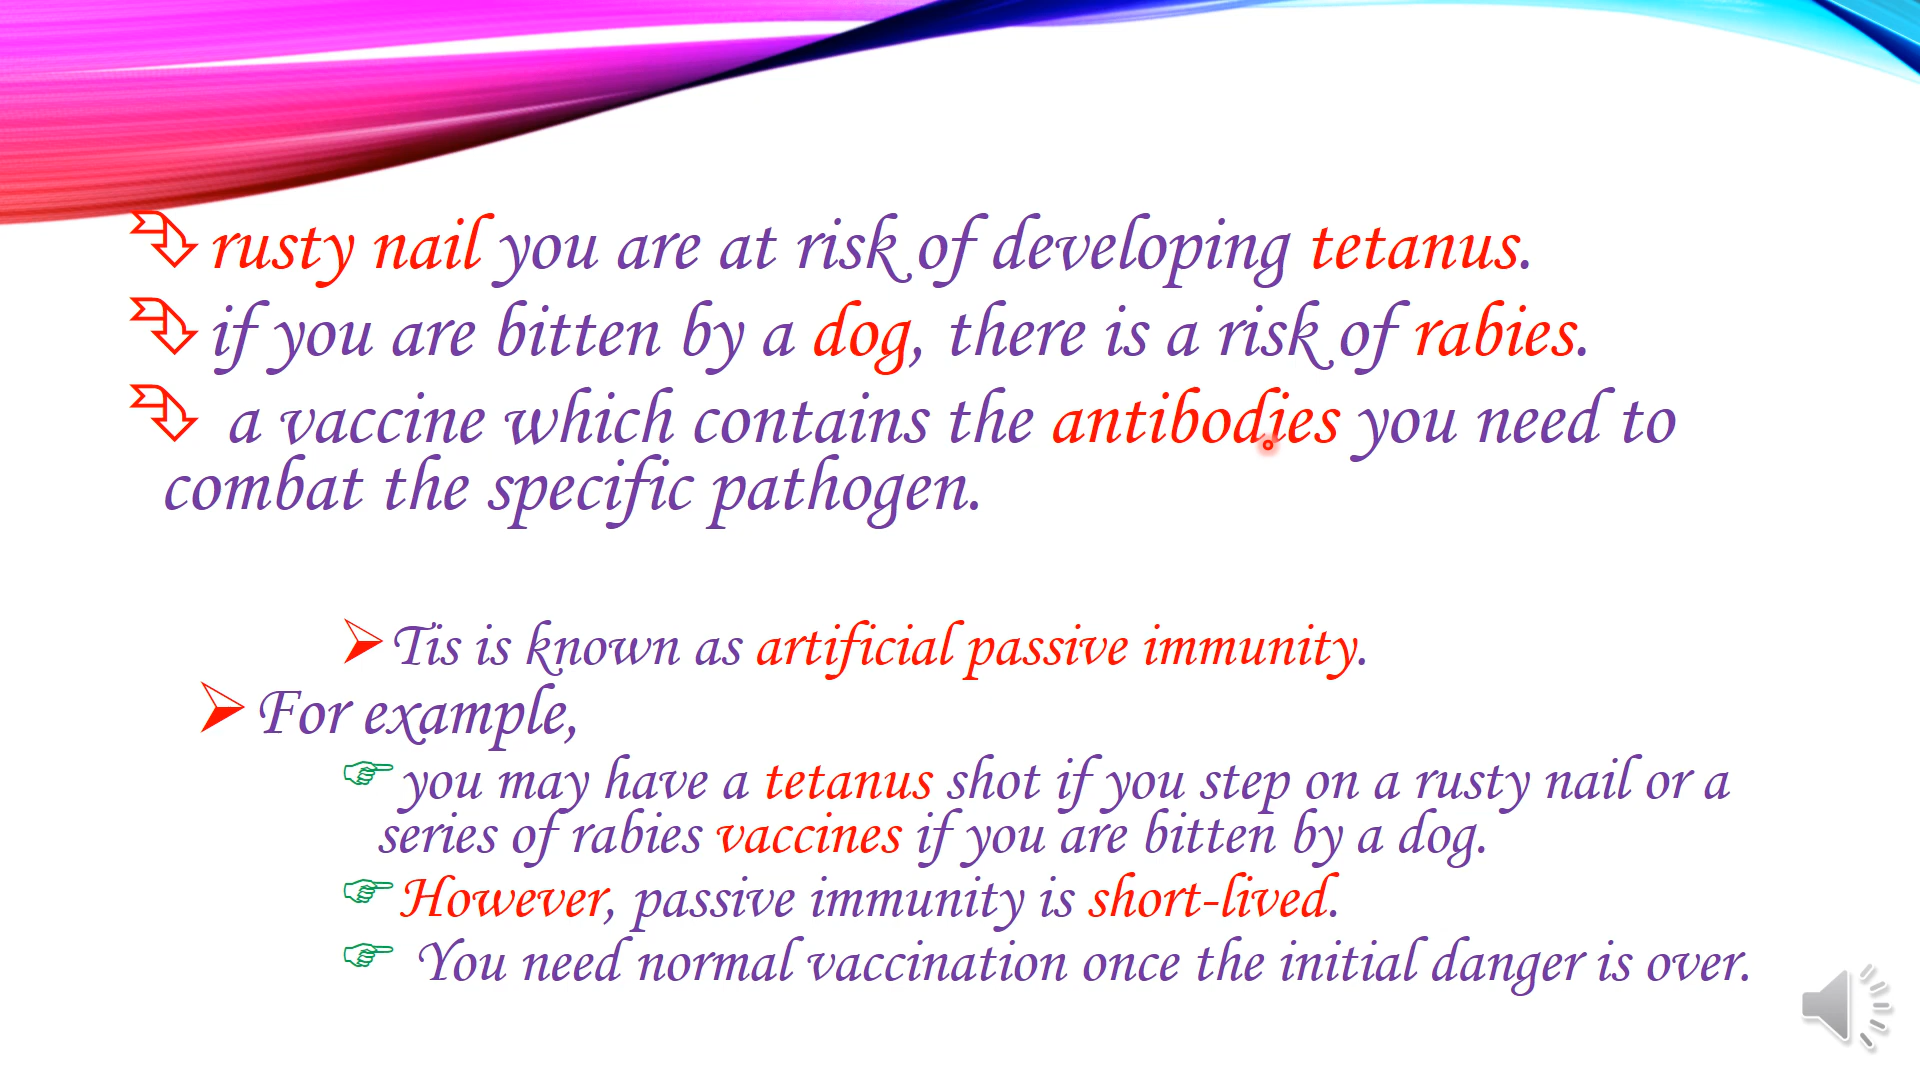 rusty nail you are at risk of developing tetanus.
if you are bitten by a dog, there is a risk of rabies.
a vaccine which contains the antibodies you need to
combat the specific pathogen.
Tis is known as artificial passive immunity.
For example,
you may have a tetanus shot if you step on a rusty nail or a
series of rabies vaccines if you are bitten by a dog.
However, passive immunity is short-lived.
You need normal vaccination once the initial danger is over.